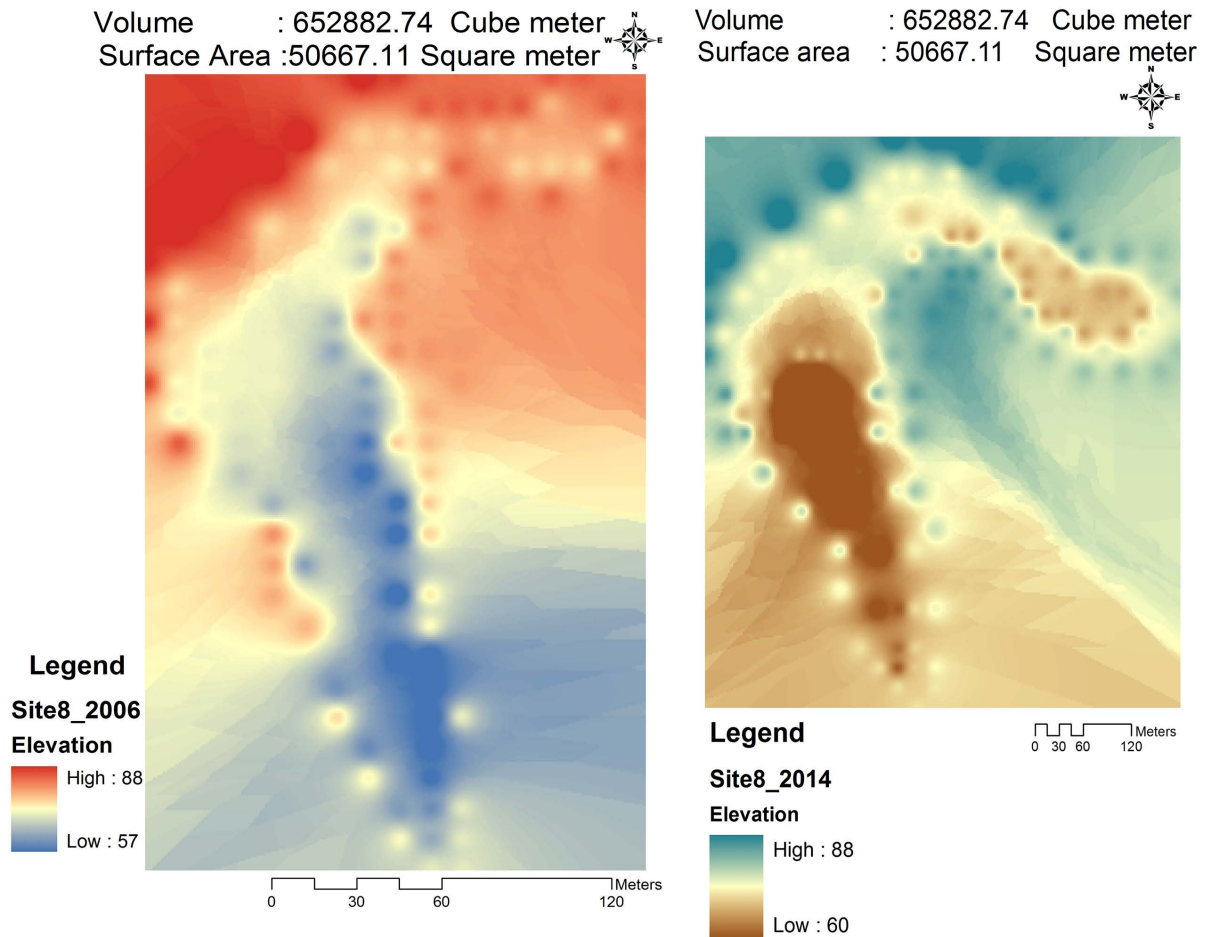 Volume : 652882.74 Cube meter
Surface Area :50667.11 Square meter
N
W E
S
Legend
Site8_2006
Elevation
High : 88
Low : 57
Meters
0 30 60 120
Volume : 652882.74 Cube meter
Surface area : 50667.11 Square meter
N
W E
S
Legend
Site8_2014
Elevation
High : 88
Low : 60
Meters
0 30 60 120